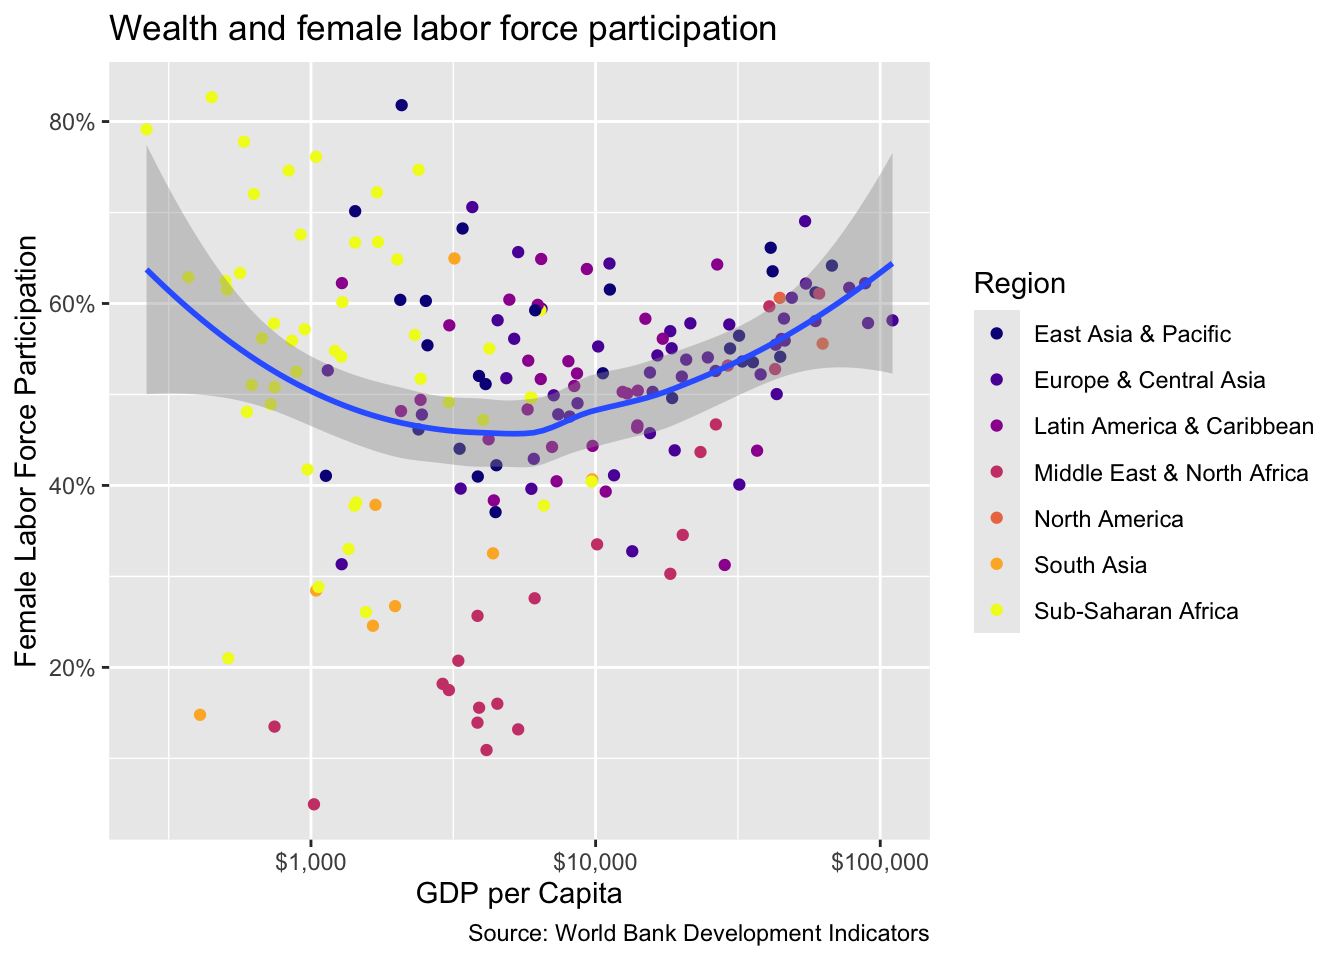 Wealth and female labor force participation
80%
60%
40%
20%
Female Labor Force Participation
$1,000
$10,000
$100,000
GDP per Capita
Source: World Bank Development Indicators
Region
East Asia & Pacific
Europe & Central Asia
Latin America & Caribbean
Middle East & North Africa
North America
South Asia
Sub-Saharan Africa